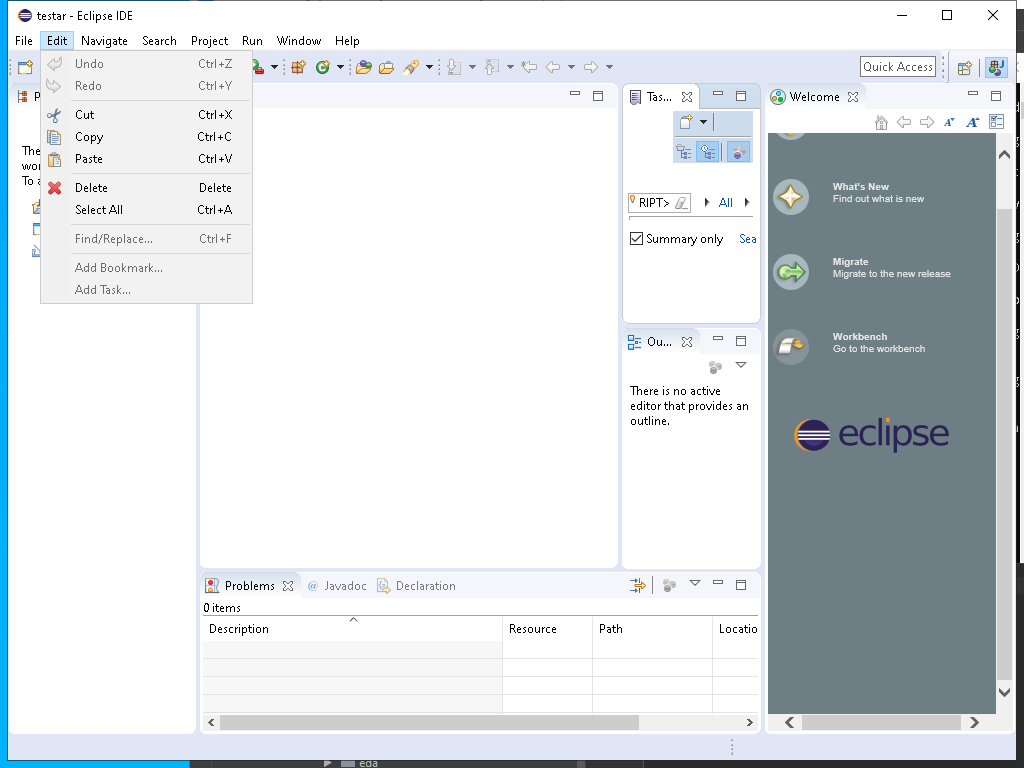 testar - Eclipse IDE
File Edit Navigate Search Project Run Window Help
Undo Ctrl+Z
Redo Ctrl+Y
Cut Ctrl+X
Copy Ctrl+C
Paste Ctrl+V
Delete Delete
Select All Ctrl+A
Find/Replace... Ctrl+F
Add Bookmark...
Add Task...
Quick Access
P
The
wor
To a
Tas...
RIPT> All
Summary only Sea
Ou...
There is no active
editor that provides an
outline.
Welcome
What's New
Find out what is new
Migrate
Migrate to the new release
Workbench
Go to the workbench
eclipse
Problems @ Javadoc Declaration
0 items
Description Resource Path Locatio
eda